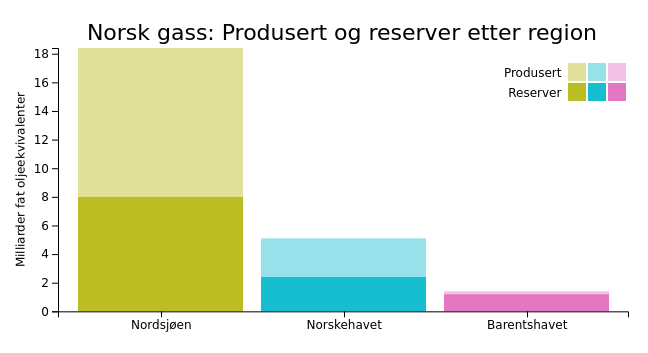 Norsk gass: Produsert og reserver etter region
Produsert
Reserver
Milliarder fat oljeekvivalenter
18
16
14
12
10
8
6
4
2
0
Nordsjøen
Norskehavet
Barentshavet